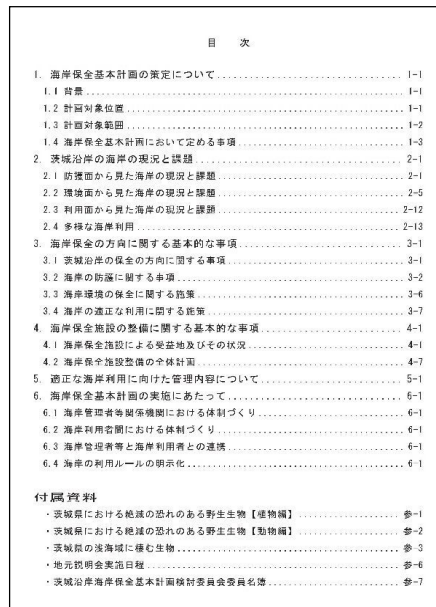 目　次
1. 海岸保全基本計画の策定について 1-1
1.1 背景 1-1
1.2 計画対象位置 1-1
1.3 計画対象範囲 1-2
1.4 海岸保全基本計画において定める事項 1-3
2. 茨城沿岸の海岸の現況と課題 2-1
2.1 防護面から見た海岸の現況と課題 2-1
2.2 環境面から見た海岸の現況と課題 2-5
2.3 利用面から見た海岸の現況と課題 2-12
2.4 多様な海岸利用 2-13
3. 海岸保全の方向に関する基本的な事項 3-1
3.1 茨城沿岸の保全の方向に関する事項 3-1
3.2 海岸の防護に関する事項 3-2
3.3 海岸環境の保全に関する施策 3-6
3.4 海岸の適正な利用に関する施策 3-7
4. 海岸保全施設の整備に関する基本的な事項 4-1
4.1 海岸保全施設による受益地及びその状況 4-1
4.2 海岸保全施設整備の全体計画 4-7
5. 適正な海岸利用に向けた管理内容について 5-1
6. 海岸保全基本計画の実施にあたって 6-1
6.1 海岸管理者等関係機関における体制づくり 6-1
6.2 海岸利用者間における体制づくり 6-1
6.3 海岸管理者等と海岸利用者との連携 6-1
6.4 海岸の利用ルールの明示化 6-1
付属資料
・茨城県における絶滅の恐れのある野生生物【植物編】 参-1
・茨城県における絶滅の恐れのある野生生物【動物編】 参-2
・茨城県の浅海域に棲む生物 参-3
・地元説明会実施日程 参-6
・茨城沿岸海岸保全基本計画検討委員会委員名簿 参-7